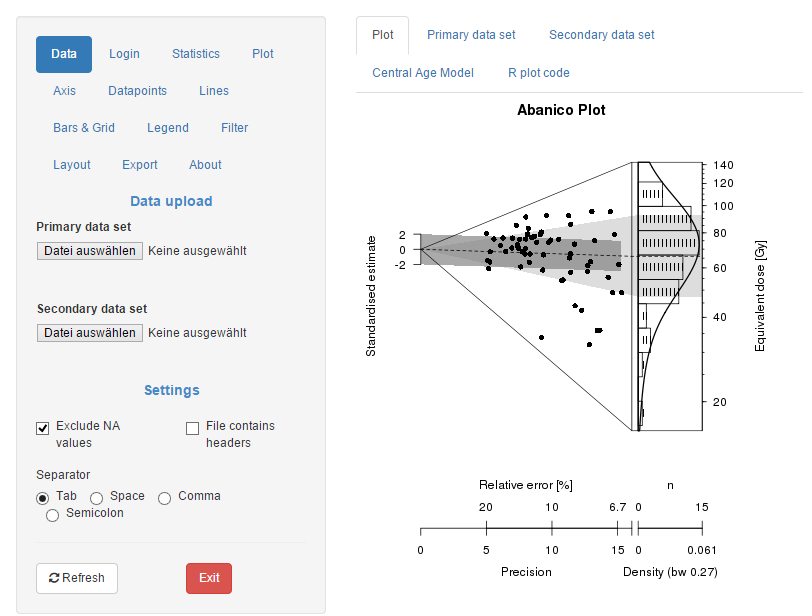 Data Login Statistics Plot
Axis Datapoints Lines
Bars & Grid Legend Filter
Layout Export About
Data upload
Primary data set
Datei auswählen Keine ausgewählt
Secondary data set
Datei auswählen Keine ausgewählt
Settings
Exclude NA values
File contains headers
Separator
Tab Space Comma
Semicolon
Refresh Exit
Plot Primary data set Secondary data set
Central Age Model R plot code
Abanico Plot
Standardised estimate
2
0
-2
140
120
100
80
60
40
20
Equivalent dose [Gy]
Relative error [%] n
20 10 6.7 0 15
0 5 10 15 0 0.061
Precision Density (bw 0.27)